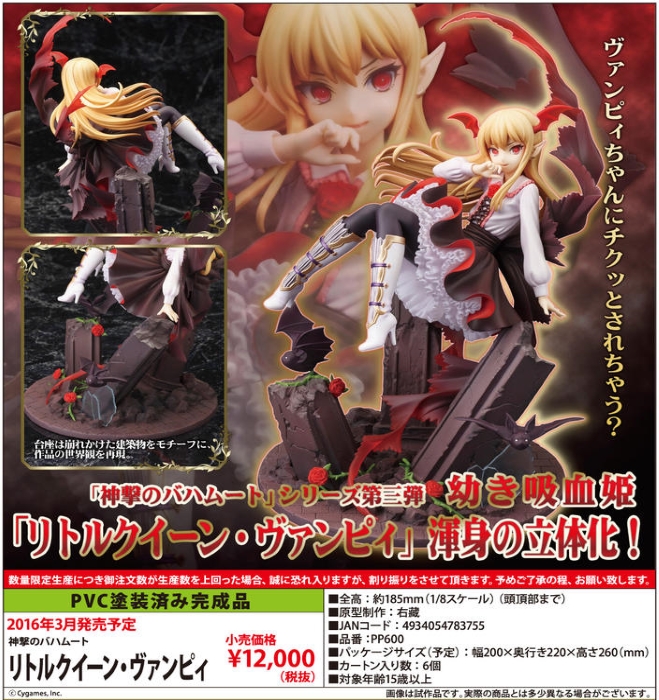 ヴァンピィちゃんにチクッとされちゃう？
台座は崩れかけた建築物をモチーフに、
作品の世界観を再現。
「神撃のバハムート」シリーズ第三弾 幼き吸血姫
「リトルクイーン・ヴァンピィ」渾身の立体化！
数量限定生産につき御注文数が生産数を上回った場合、誠に恐れ入りますが、割り振りをさせて頂きます。予めご了承の程、お願い致します。
PVC塗装済み完成品
2016年3月発売予定
神撃のバハムート
リトルクイーン・ヴァンピィ
小売価格
¥12,000
(税抜)
©Cygames, Inc.
■全高：約185mm（1/8スケール）（頭頂部まで）
■原型制作：右藏
■JANコード：4934054783755
■品番：PP600
■パッケージサイズ（予定）：幅200×奥行き220×高さ260（mm）
■カートン入り数：6個
■対象年齢15歳以上
画像は試作品です。実際の商品とは多少異なる場合がございます。